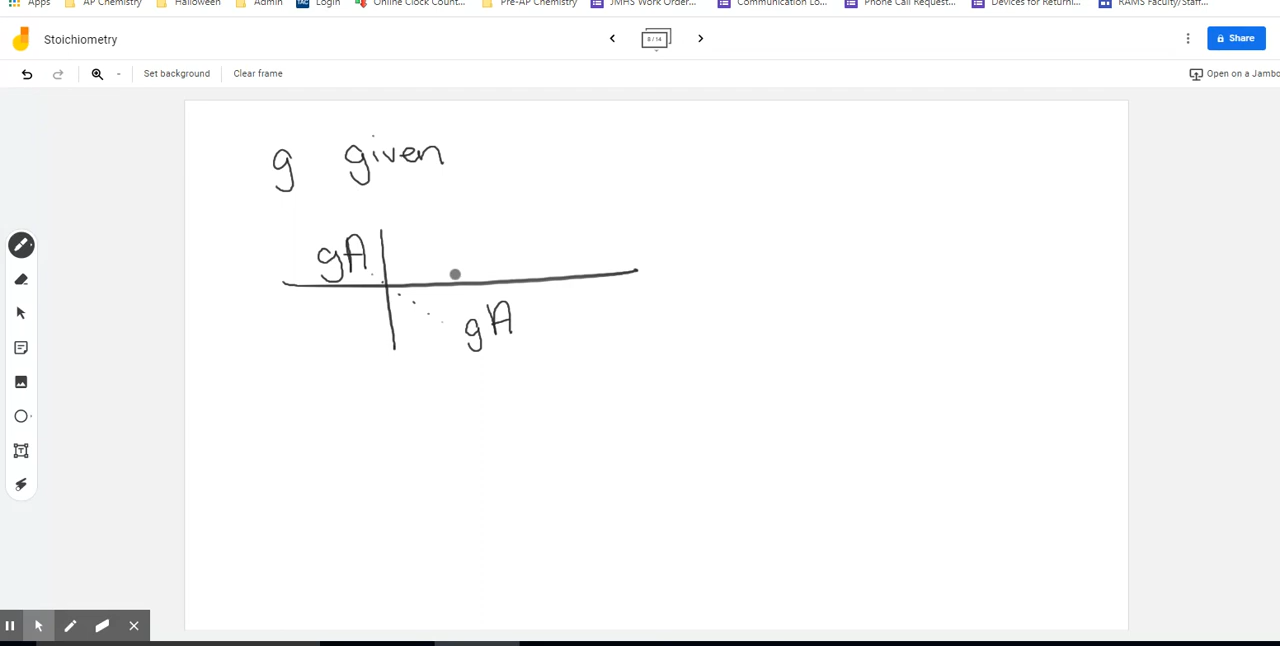 Apps AP Chemistry Halloween Admin Login Online Clock Count... Pre-AP Chemistry JMHS Work Order... Communication Lo... Phone Call Request... Devices for Returni... RAMS Faculty/Staff...
Stoichiometry 8 / 14 Share
Set background Clear frame Open on a Jambo
g given
gA
gA